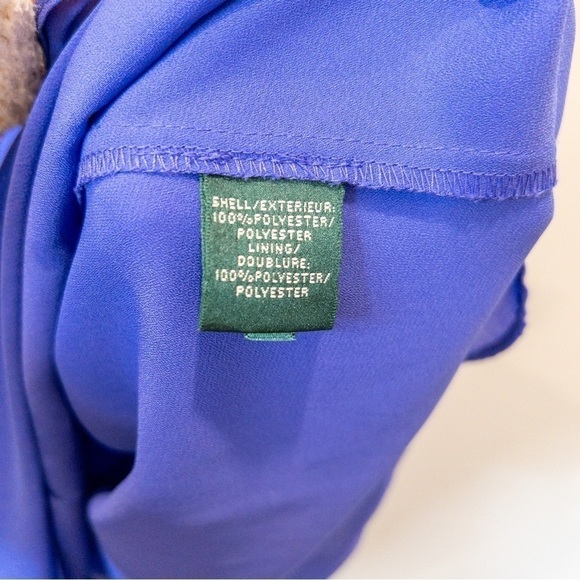 SHELL/EXTERIEUR:
100%POLYESTER/
POLYESTER
LINING/
DOUBLURE:
100%POLYESTER/
POLYESTER